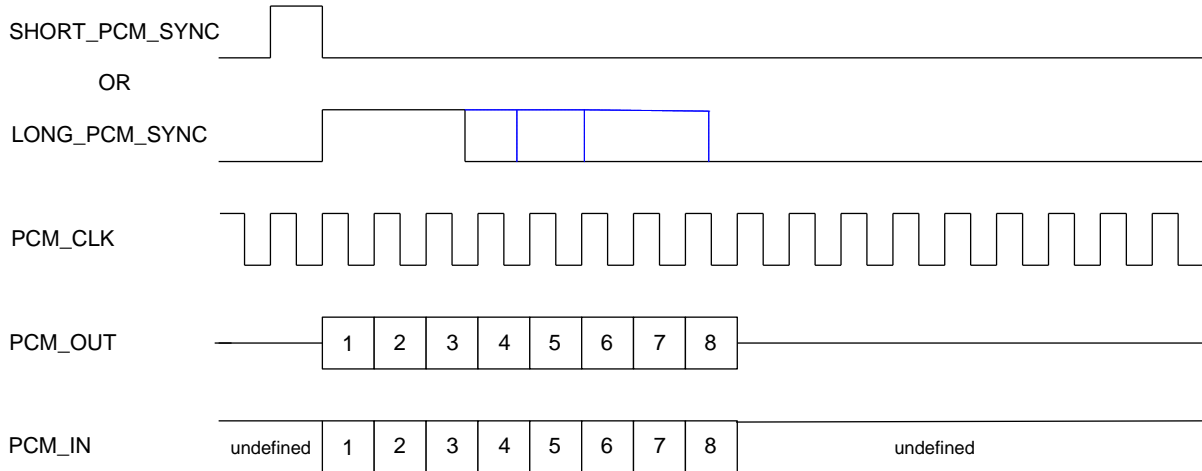 SHORT_PCM_SYNC
OR
LONG_PCM_SYNC
PCM_CLK
PCM_OUT 1 2 3 4 5 6 7 8
PCM_IN undefined 1 2 3 4 5 6 7 8 undefined